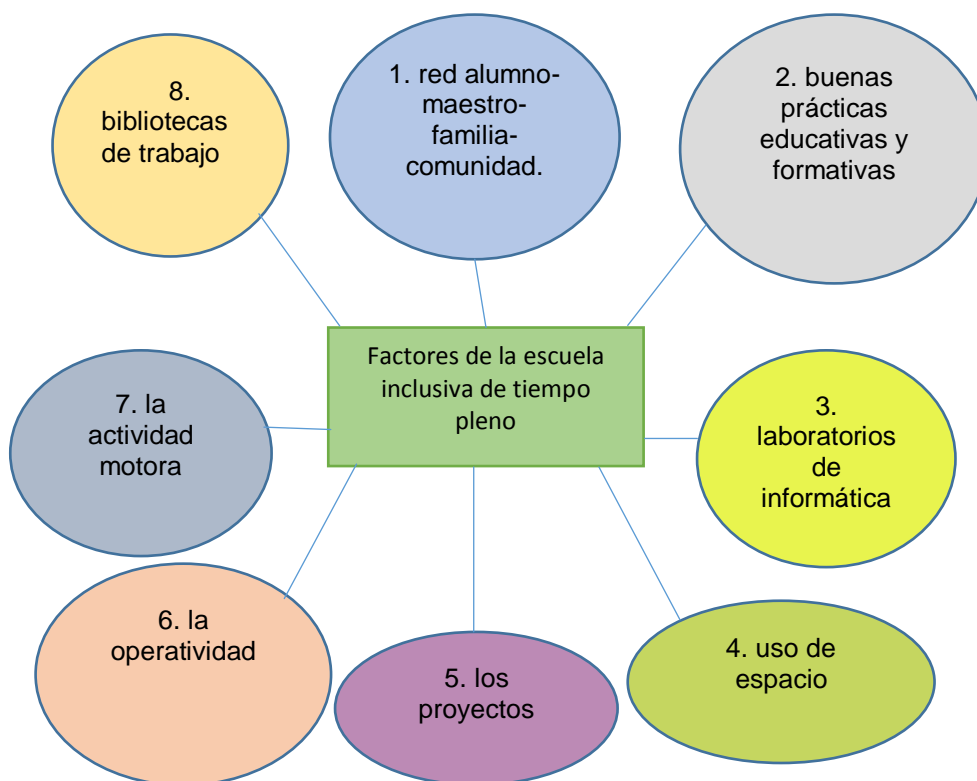 1. red alumno-
maestro-
familia-
comunidad.
2. buenas
prácticas
educativas y
formativas
3.
laboratorios
de
informática
4. uso de
espacio
5. los
proyectos
6. la
operatividad
7. la
actividad
motora
8.
bibliotecas
de trabajo
Factores de la escuela
inclusiva de tiempo
pleno